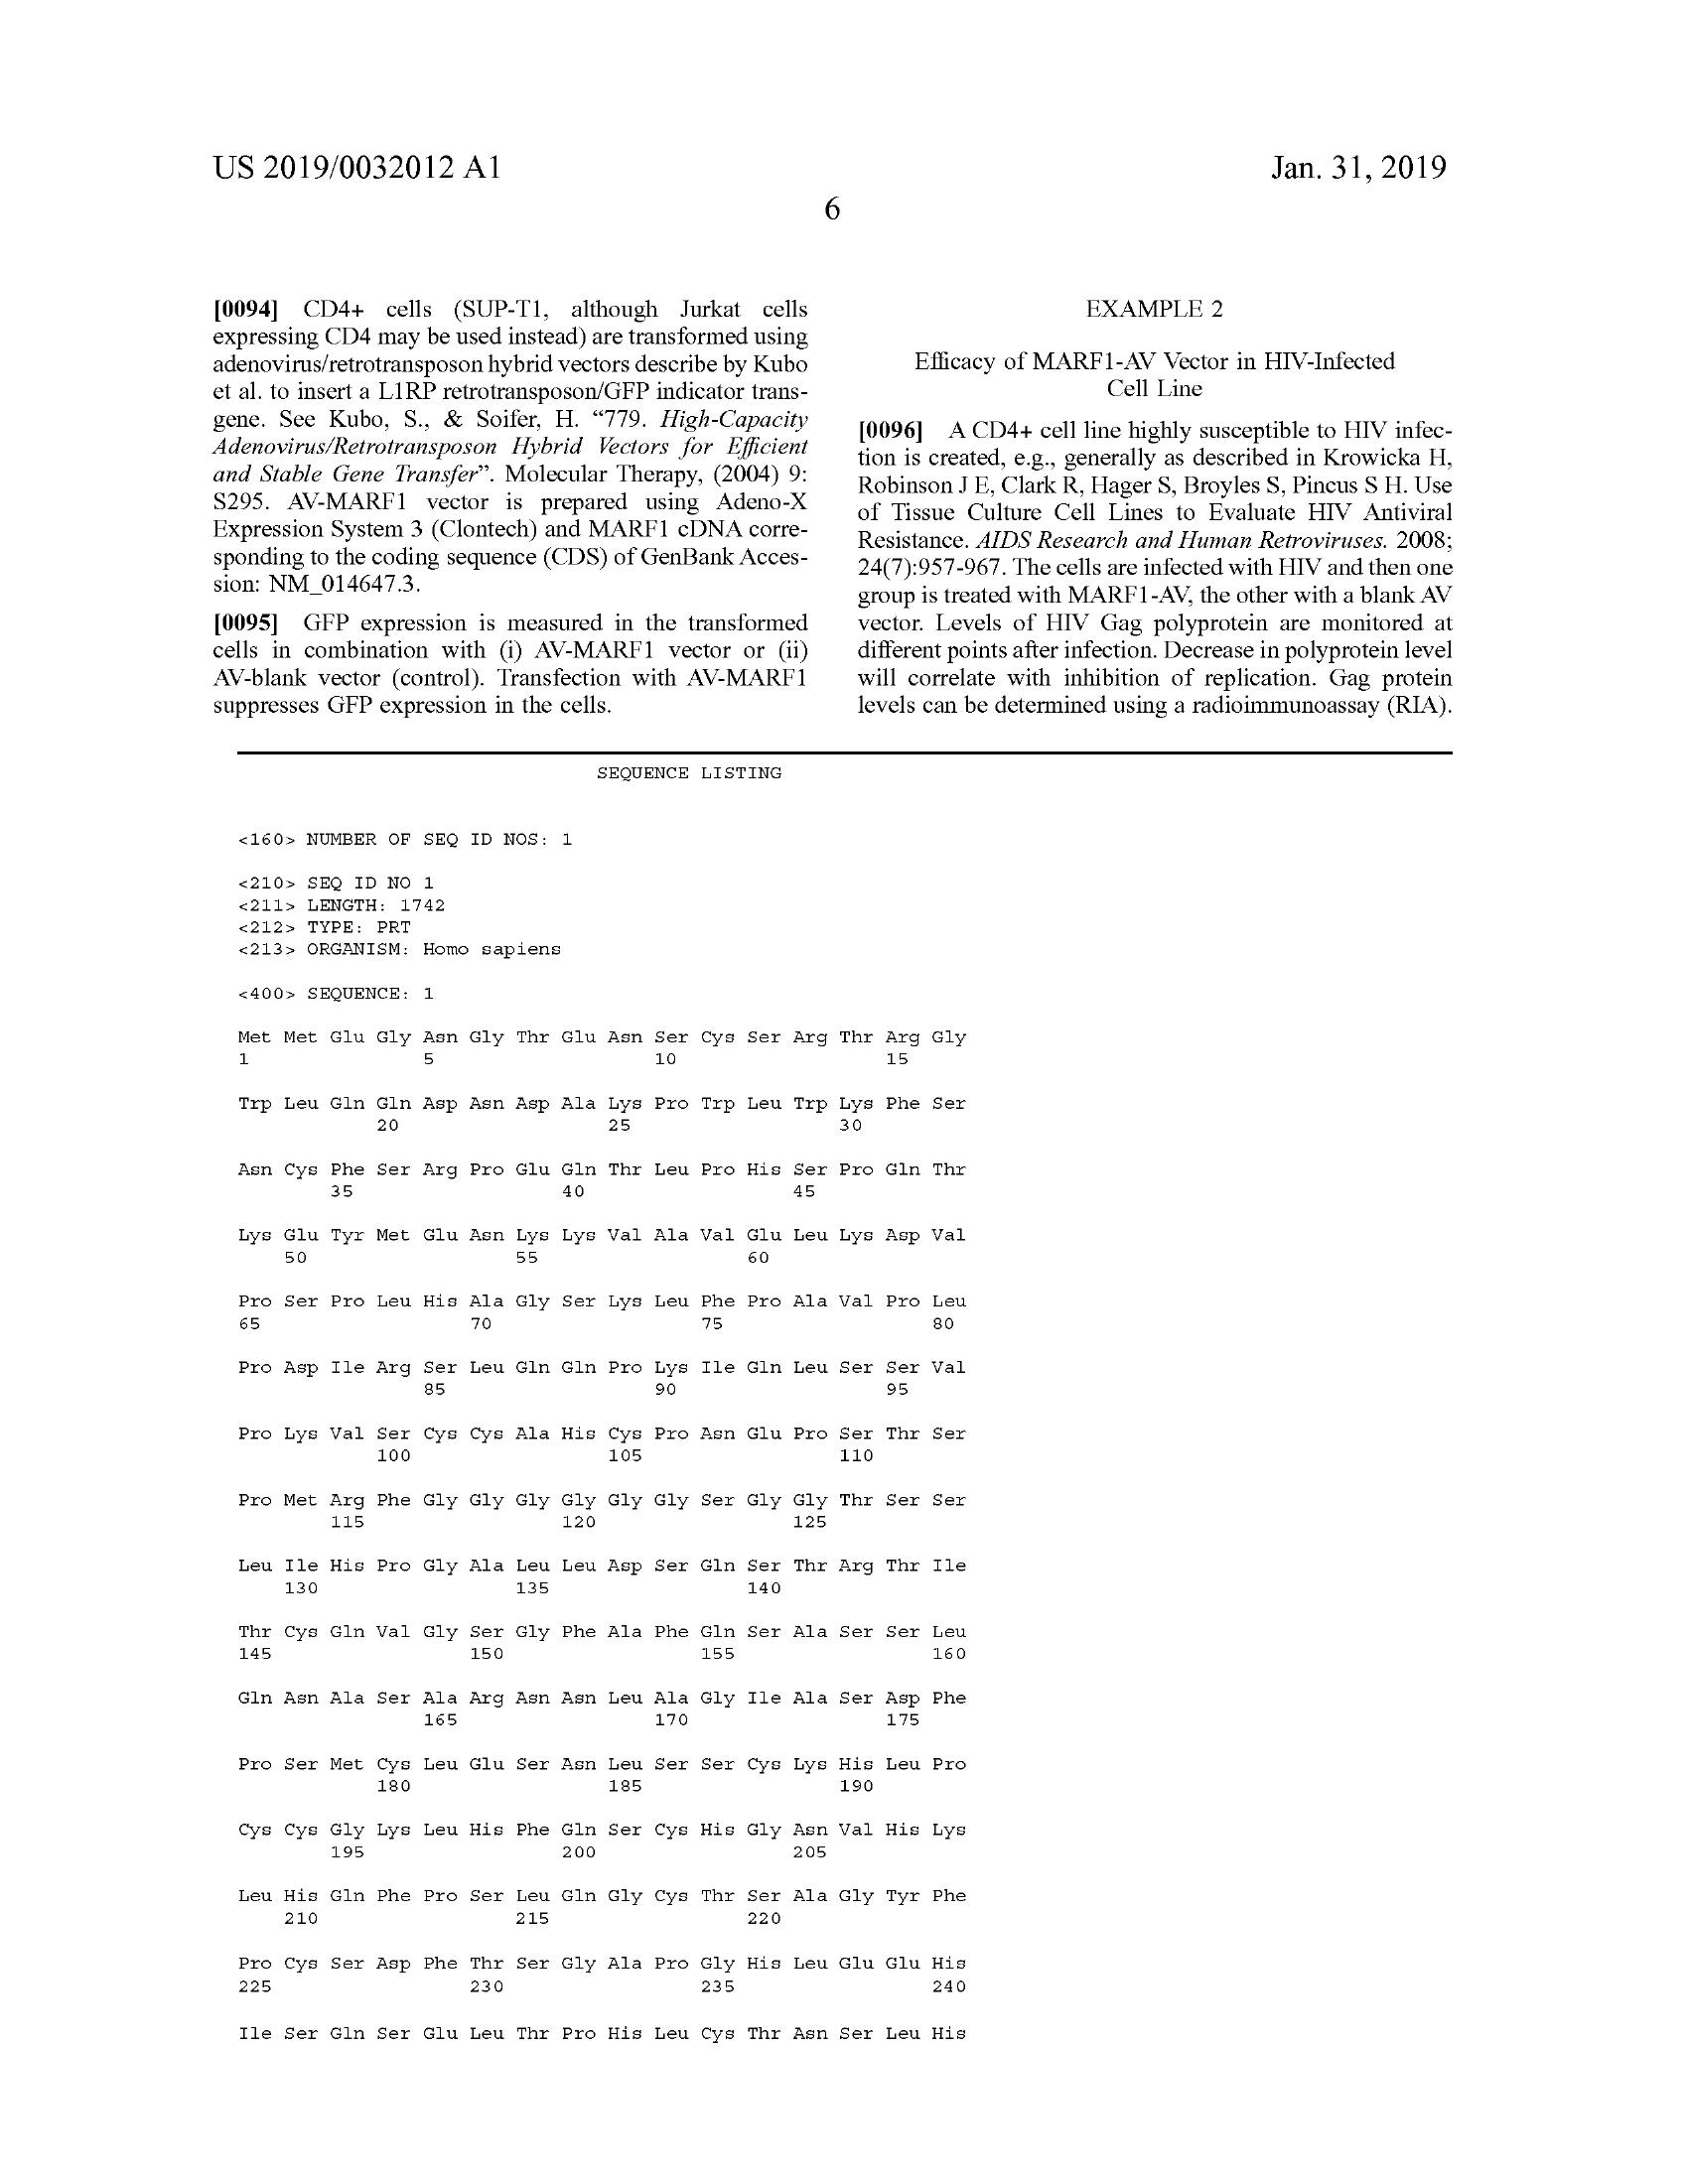 US 2019/0032012 A1
Jan. 31, 2019
6
[0094] CD4+ cells (SUP-T1, although Jurkat cells
expressing CD4 may be used instead) are transformed using
adenovirus/retrotransposon hybrid vectors describe by Kubo
et al. to insert a L1RP retrotransposon/GFP indicator trans-
gene. See Kubo, S., & Soifer, H. “779. High-Capacity
Adenovirus/Retrotransposon Hybrid Vectors for Efficient
and Stable Gene Transfer”. Molecular Therapy, (2004) 9:
S295. AV-MARF1 vector is prepared using Adeno-X
Expression System 3 (Clontech) and MARF1 cDNA corre-
sponding to the coding sequence (CDS) of GenBank Acces-
sion: NM_014647.3.
[0095] GFP expression is measured in the transformed
cells in combination with (i) AV-MARF1 vector or (ii)
AV-blank vector (control). Transfection with AV-MARF1
suppresses GFP expression in the cells.
EXAMPLE 2
Efficacy of MARF1-AV Vector in HIV-Infected
Cell Line
[0096] A CD4+ cell line highly susceptible to HIV infec-
tion is created, e.g., generally as described in Krowicka H,
Robinson J E, Clark R, Hager S, Broyles S, Pincus S H. Use
of Tissue Culture Cell Lines to Evaluate HIV Antiviral
Resistance. AIDS Research and Human Retroviruses. 2008;
24(7):957-967. The cells are infected with HIV and then one
group is treated with MARF1-AV, the other with a blank AV
vector. Levels of HIV Gag polyprotein are monitored at
different points after infection. Decrease in polyprotein level
will correlate with inhibition of replication. Gag protein
levels can be determined using a radioimmunoassay (RIA).
SEQUENCE LISTING
<160> NUMBER OF SEQ ID NOS: 1
<210> SEQ ID NO 1
<211> LENGTH: 1742
<212> TYPE: PRT
<213> ORGANISM: Homo sapiens
<400> SEQUENCE: 1
Met Met Glu Gly Asn Gly Thr Glu Asn Ser Cys Ser Arg Thr Arg Gly
1 5 10 15
Trp Leu Gln Gln Asp Asn Asp Ala Lys Pro Trp Leu Trp Lys Phe Ser
20 25 30
Asn Cys Phe Ser Arg Pro Glu Gln Thr Leu Pro His Ser Pro Gln Thr
35 40 45
Lys Glu Tyr Met Glu Asn Lys Lys Val Ala Val Glu Leu Lys Asp Val
50 55 60
Pro Ser Pro Leu His Ala Gly Ser Lys Leu Phe Pro Ala Val Pro Leu
65 70 75 80
Pro Asp Ile Arg Ser Leu Gln Gln Pro Lys Ile Gln Leu Ser Ser Val
85 90 95
Pro Lys Val Ser Cys Cys Ala His Cys Pro Asn Glu Pro Ser Thr Ser
100 105 110
Pro Met Arg Phe Gly Gly Gly Gly Gly Gly Ser Gly Gly Thr Ser Ser
115 120 125
Leu Ile His Pro Gly Ala Leu Leu Asp Ser Gln Ser Thr Arg Thr Ile
130 135 140
Thr Cys Gln Val Gly Ser Gly Phe Ala Phe Gln Ser Ala Ser Ser Leu
145 150 155 160
Gln Asn Ala Ser Ala Arg Asn Asn Leu Ala Gly Ile Ala Ser Asp Phe
165 170 175
Pro Ser Met Cys Leu Glu Ser Asn Leu Ser Ser Cys Lys His Leu Pro
180 185 190
Cys Cys Gly Lys Leu His Phe Gln Ser Cys His Gly Asn Val His Lys
195 200 205
Leu His Gln Phe Pro Ser Leu Gln Gly Cys Thr Ser Ala Gly Tyr Phe
210 215 220
Pro Cys Ser Asp Phe Thr Ser Gly Ala Pro Gly His Leu Glu Glu His
225 230 235 240
Ile Ser Gln Ser Glu Leu Thr Pro His Leu Cys Thr Asn Ser Leu His